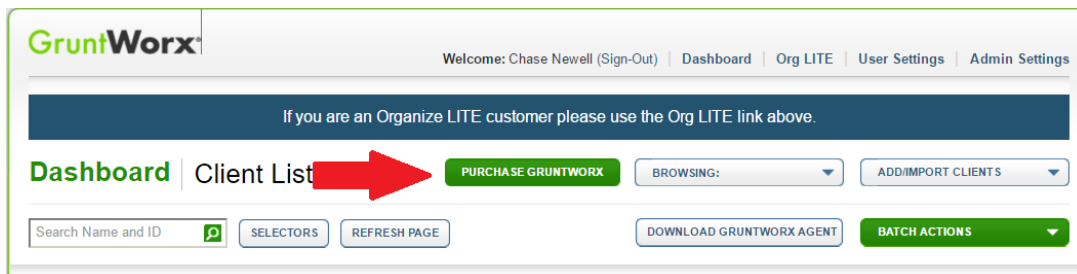 GruntWorx®
Welcome: Chase Newell (Sign-Out) | Dashboard | Org LITE | User Settings | Admin Settings
If you are an Organize LITE customer please use the Org LITE link above.
Dashboard | Client List PURCHASE GRUNTWORX BROWSING: ADD/IMPORT CLIENTS
Search Name and ID SELECTORS REFRESH PAGE DOWNLOAD GRUNTWORX AGENT BATCH ACTIONS